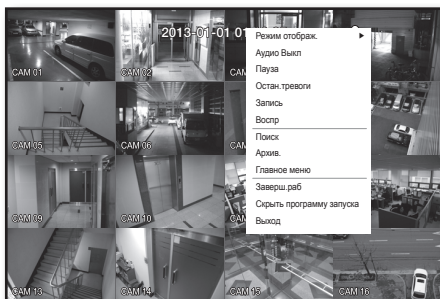 2013-01-01 01
CAM 01
CAM 02
CAM 05
CAM 06
CAM 09
CAM 10
CAM 13
CAM 14
CAM 15
CAM 16
Режим отображ.
Аудио Выкл
Пауза
Остан.тревоги
Запись
Воспр
Поиск
Архив.
Главное меню
Заверш.раб
Скрыть программу запуска
Выход